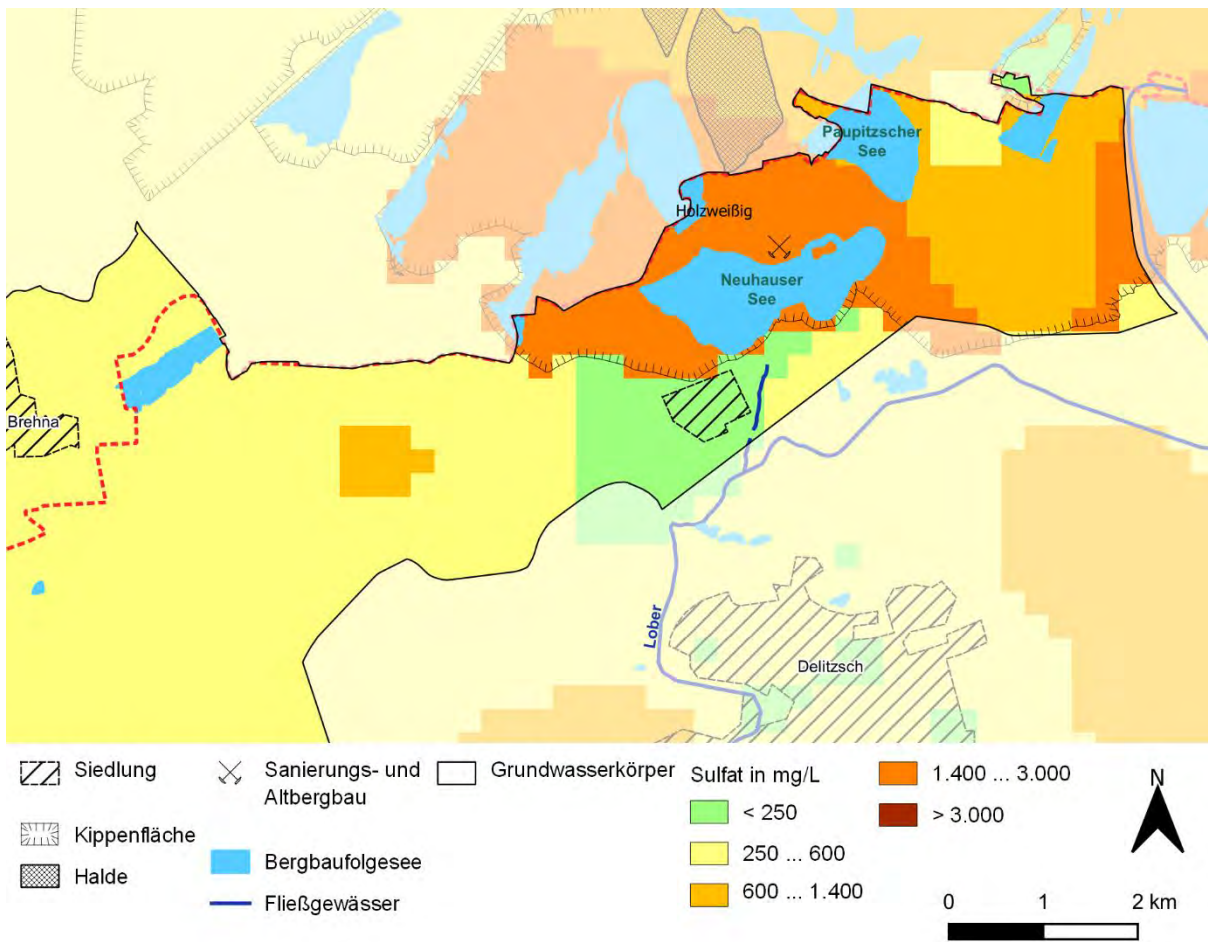 Paupitzscher
See
Holzweißig
Neuhauser
See
Brehna
Lober
Delitzsch
Siedlung
Sanierungs- und
Altbergbau
Grundwasserkörper
Kippenfläche
Halde
Bergbaufolgesee
Fließgewässer
Sulfat in mg/L
< 250
250 ... 600
600 ... 1.400
1.400 ... 3.000
> 3.000
N
0 1 2 km